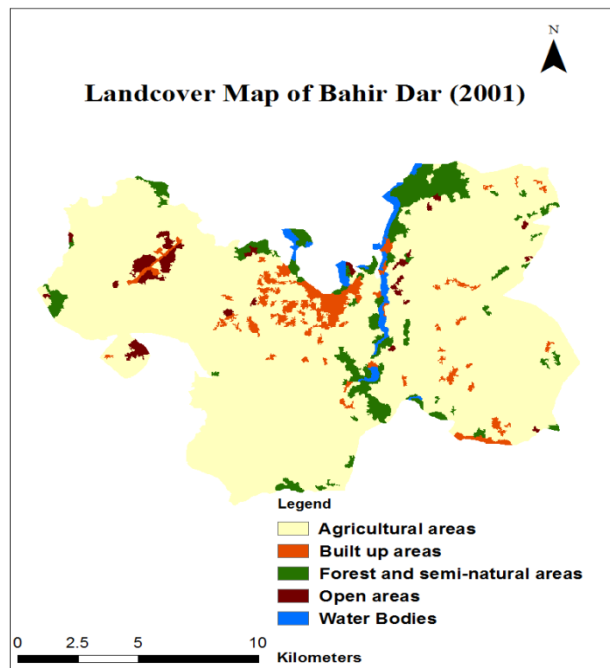 N
Landcover Map of Bahir Dar (2001)
Legend
Agricultural areas
Built up areas
Forest and semi-natural areas
Open areas
Water Bodies
0 2.5 5 10
Kilometers